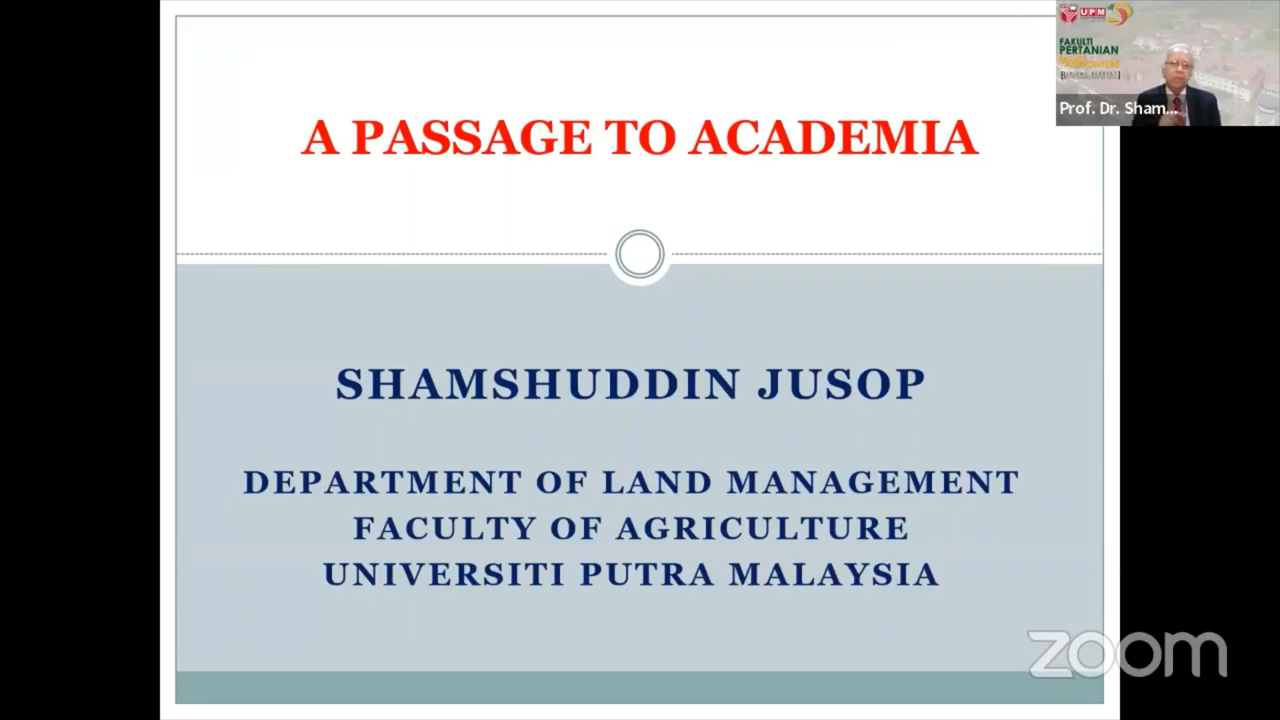 A PASSAGE TO ACADEMIA
SHAMSHUDDIN JUSOP
DEPARTMENT OF LAND MANAGEMENT
FACULTY OF AGRICULTURE
UNIVERSITI PUTRA MALAYSIA
UPM
FAKULTI
PERTANIAN
Prof. Dr. Sham...
zoom